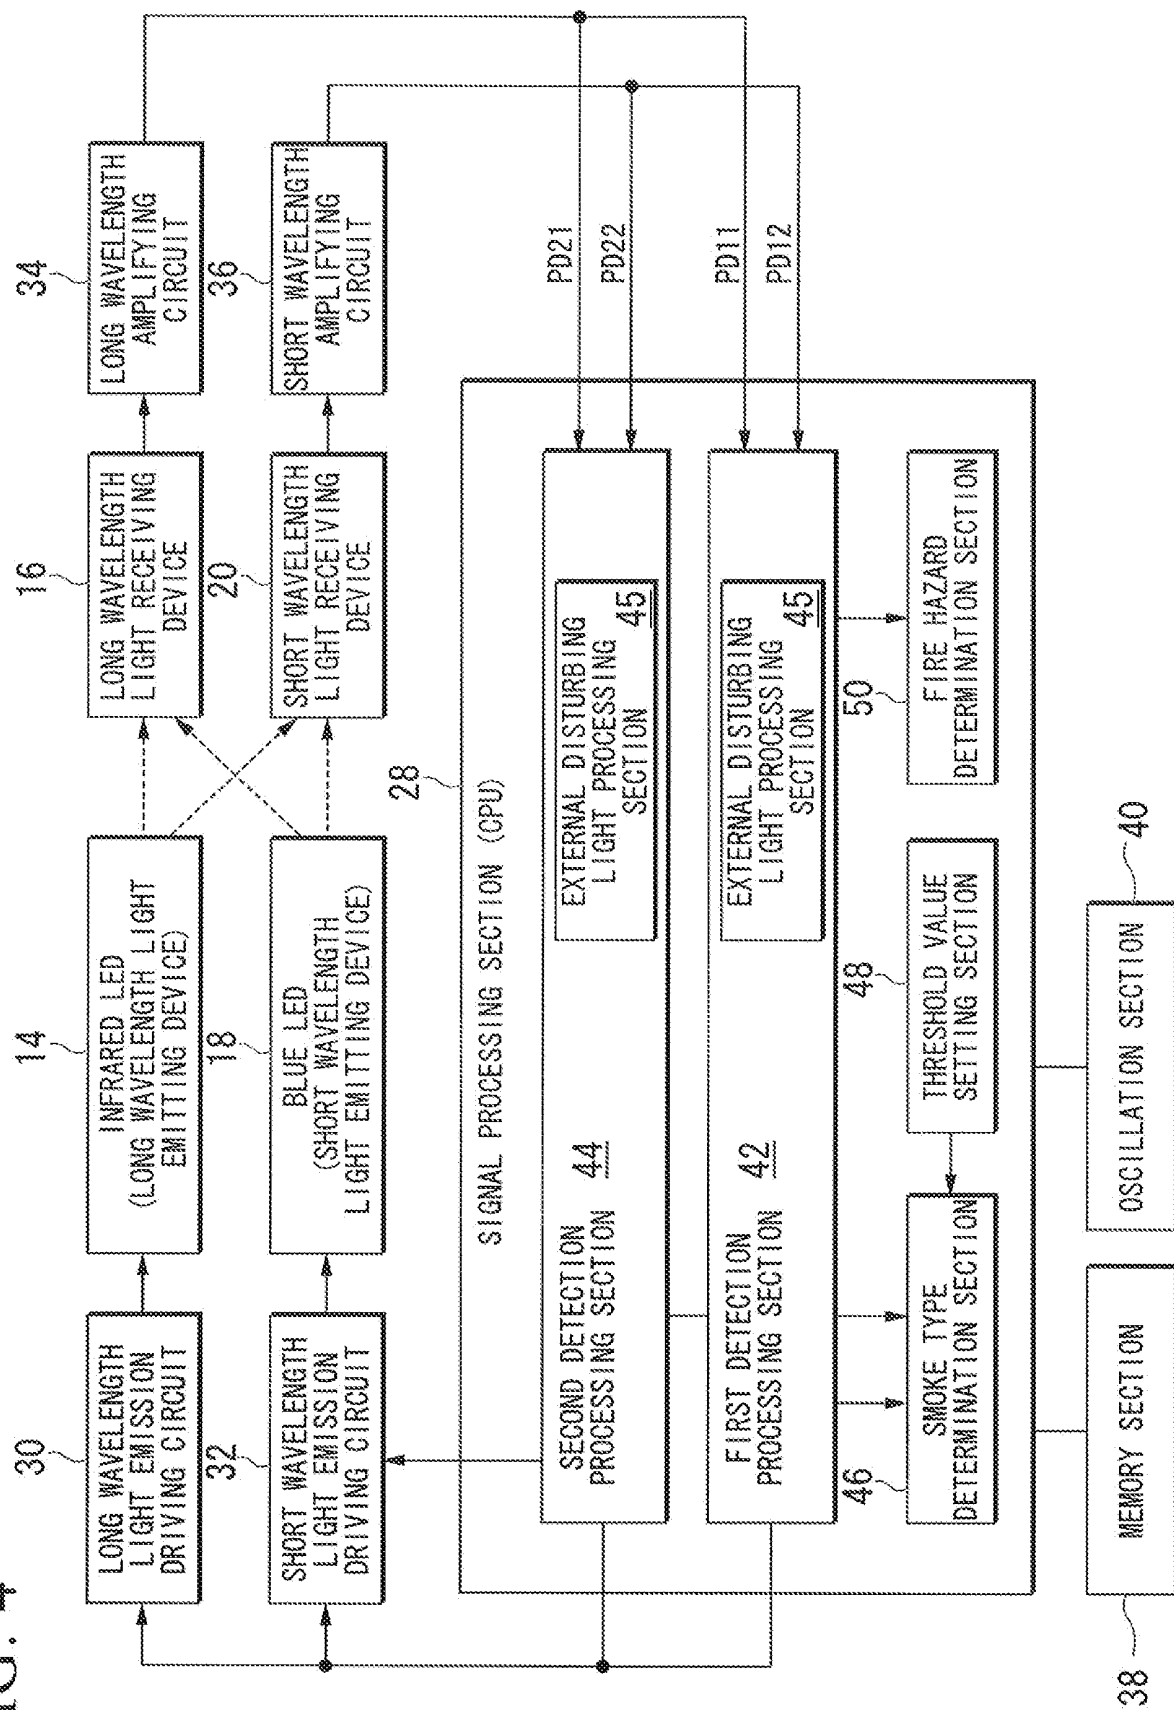 FIG. 4
30
LONG WAVELENGTH
LIGHT EMISSION
DRIVING CIRCUIT
14
INFRARED LED
(LONG WAVELENGTH LIGHT
EMITTING DEVICE)
16
LONG WAVELENGTH
LIGHT RECEIVING
DEVICE
34
LONG WAVELENGTH
AMPLIFYING
CIRCUIT
32
SHORT WAVELENGTH
LIGHT EMISSION
DRIVING CIRCUIT
18
BLUE LED
(SHORT WAVELENGTH
LIGHT EMITTING DEVICE)
20
SHORT WAVELENGTH
LIGHT RECEIVING
DEVICE
36
SHORT WAVELENGTH
AMPLIFYING
CIRCUIT
28
SIGNAL PROCESSING SECTION (CPU)
SECOND DETECTION
PROCESSING SECTION
44
EXTERNAL DISTURBING
LIGHT PROCESSING
SECTION
45
PD21
PD22
FIRST DETECTION
PROCESSING SECTION
42
EXTERNAL DISTURBING
LIGHT PROCESSING
SECTION
45
PD11
PD12
46
SMOKE TYPE
DETERMINATION SECTION
48
THRESHOLD VALUE
SETTING SECTION
50
FIRE HAZARD
DETERMINATION SECTION
38
MEMORY SECTION
OSCILLATION SECTION
40